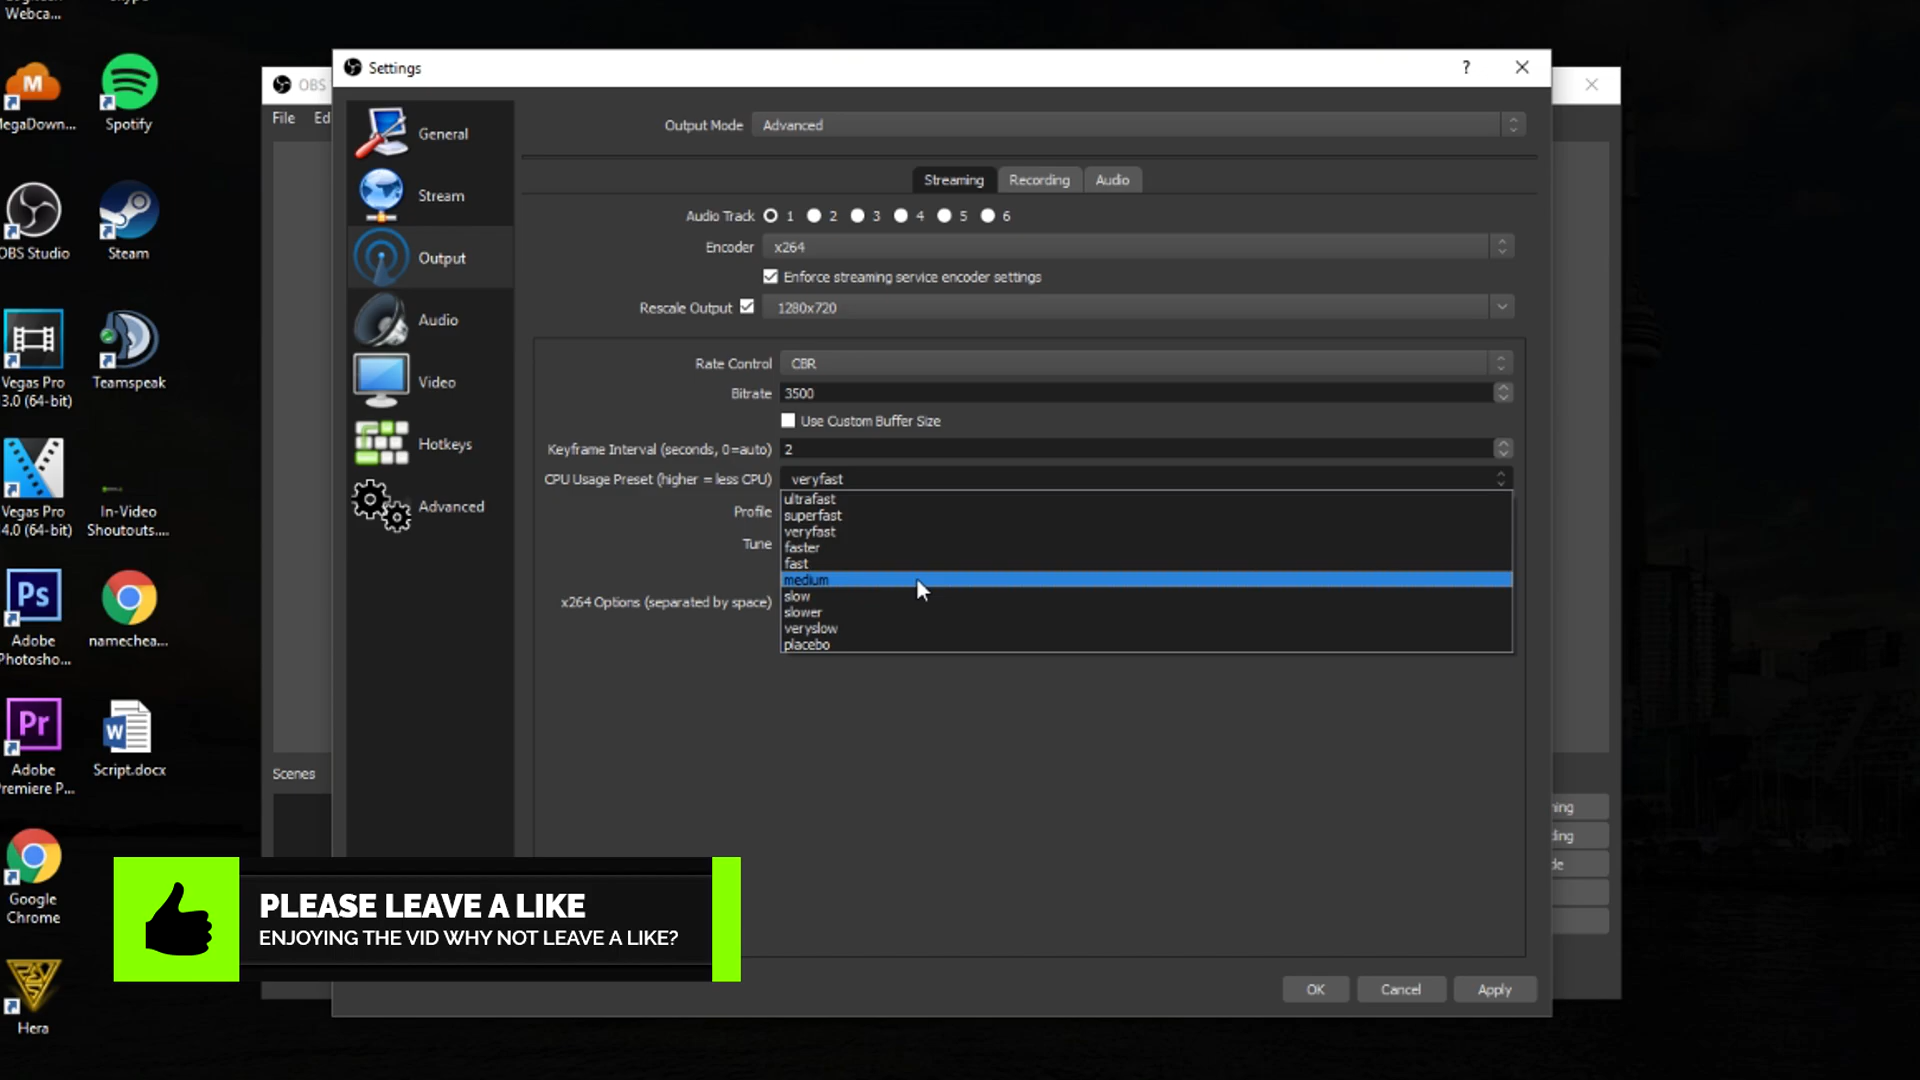 Webca...
Settings
?
OBS
File
Ed
MegaDown...
Spotify
OBS Studio
Steam
Vegas Pro
3.0 (64-bit)
Teamspeak
Vegas Pro
4.0 (64-bit)
In-Video
Shoutouts....
Ps
Adobe
Photosho...
namechea...
Pr
Adobe
Premiere P...
W
Script.docx
Google
Chrome
Hera
General
Stream
Output
Audio
Video
Hotkeys
Advanced
Output Mode
Advanced
Streaming
Recording
Audio
Audio Track
1
2
3
4
5
6
Encoder
x264
Enforce streaming service encoder settings
Rescale Output
1280x720
Rate Control
CBR
Bitrate
3500
Use Custom Buffer Size
Keyframe Interval (seconds, 0=auto)
2
CPU Usage Preset (higher = less CPU)
veryfast
ultrafast
superfast
veryfast
faster
fast
medium
slow
slower
veryslow
placebo
Profile
Tune
x264 Options (separated by space)
Scenes
PLEASE LEAVE A LIKE
ENJOYING THE VID WHY NOT LEAVE A LIKE?
OK
Cancel
Apply